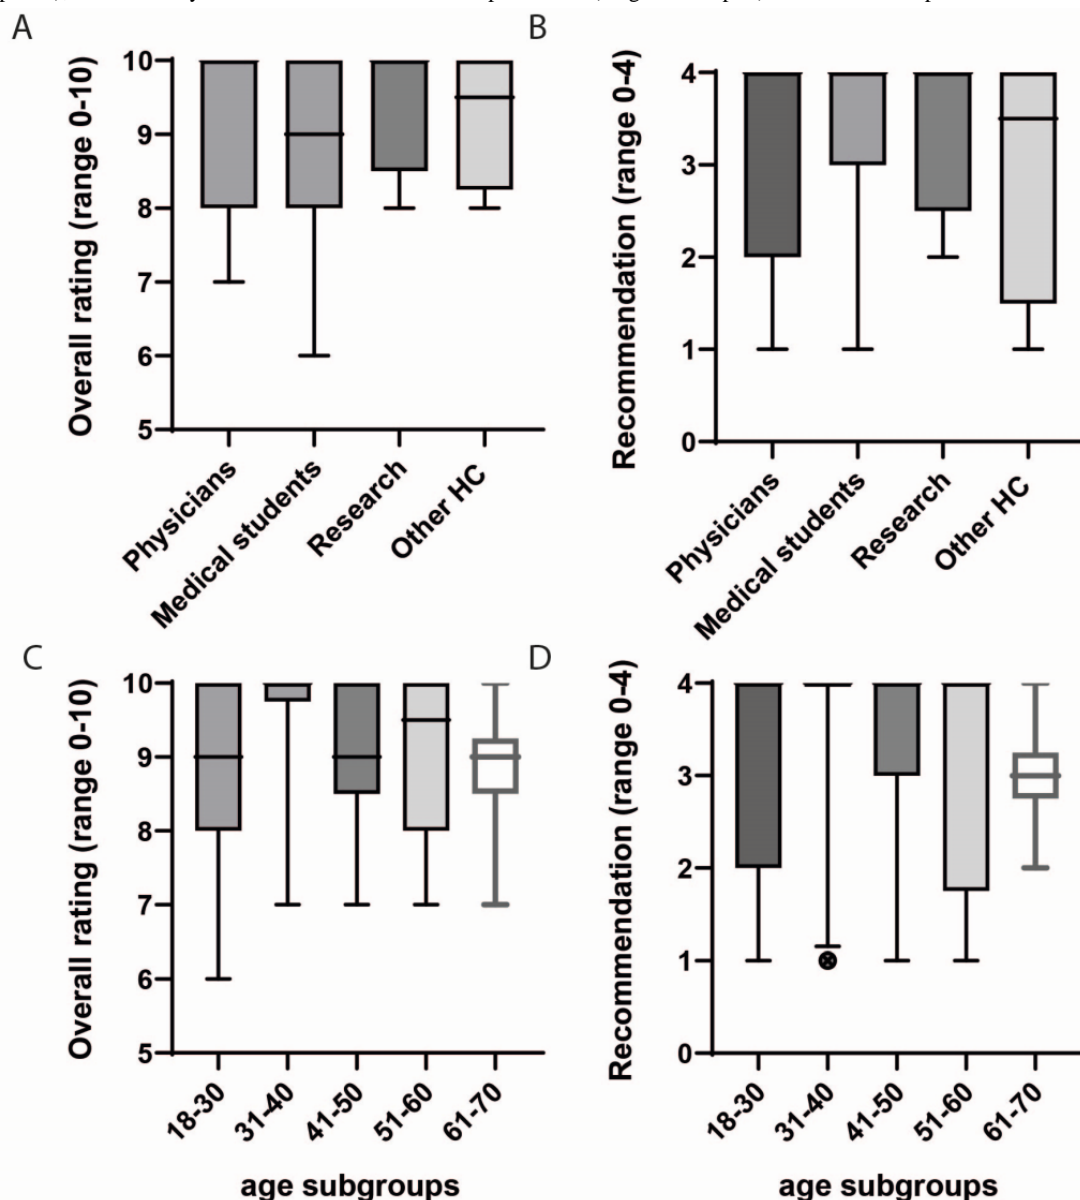 A
Overall rating (range 0-10)
10
9
8
7
6
5
Physicians
Medical students
Research
Other HC
B
Recommendation (range 0-4)
4
3
2
1
0
Physicians
Medical students
Research
Other HC
C
Overall rating (range 0-10)
10
9
8
7
6
5
18-30
31-40
41-50
51-60
61-70
age subgroups
D
Recommendation (range 0-4)
4
3
2
1
0
18-30
31-40
41-50
51-60
61-70
age subgroups